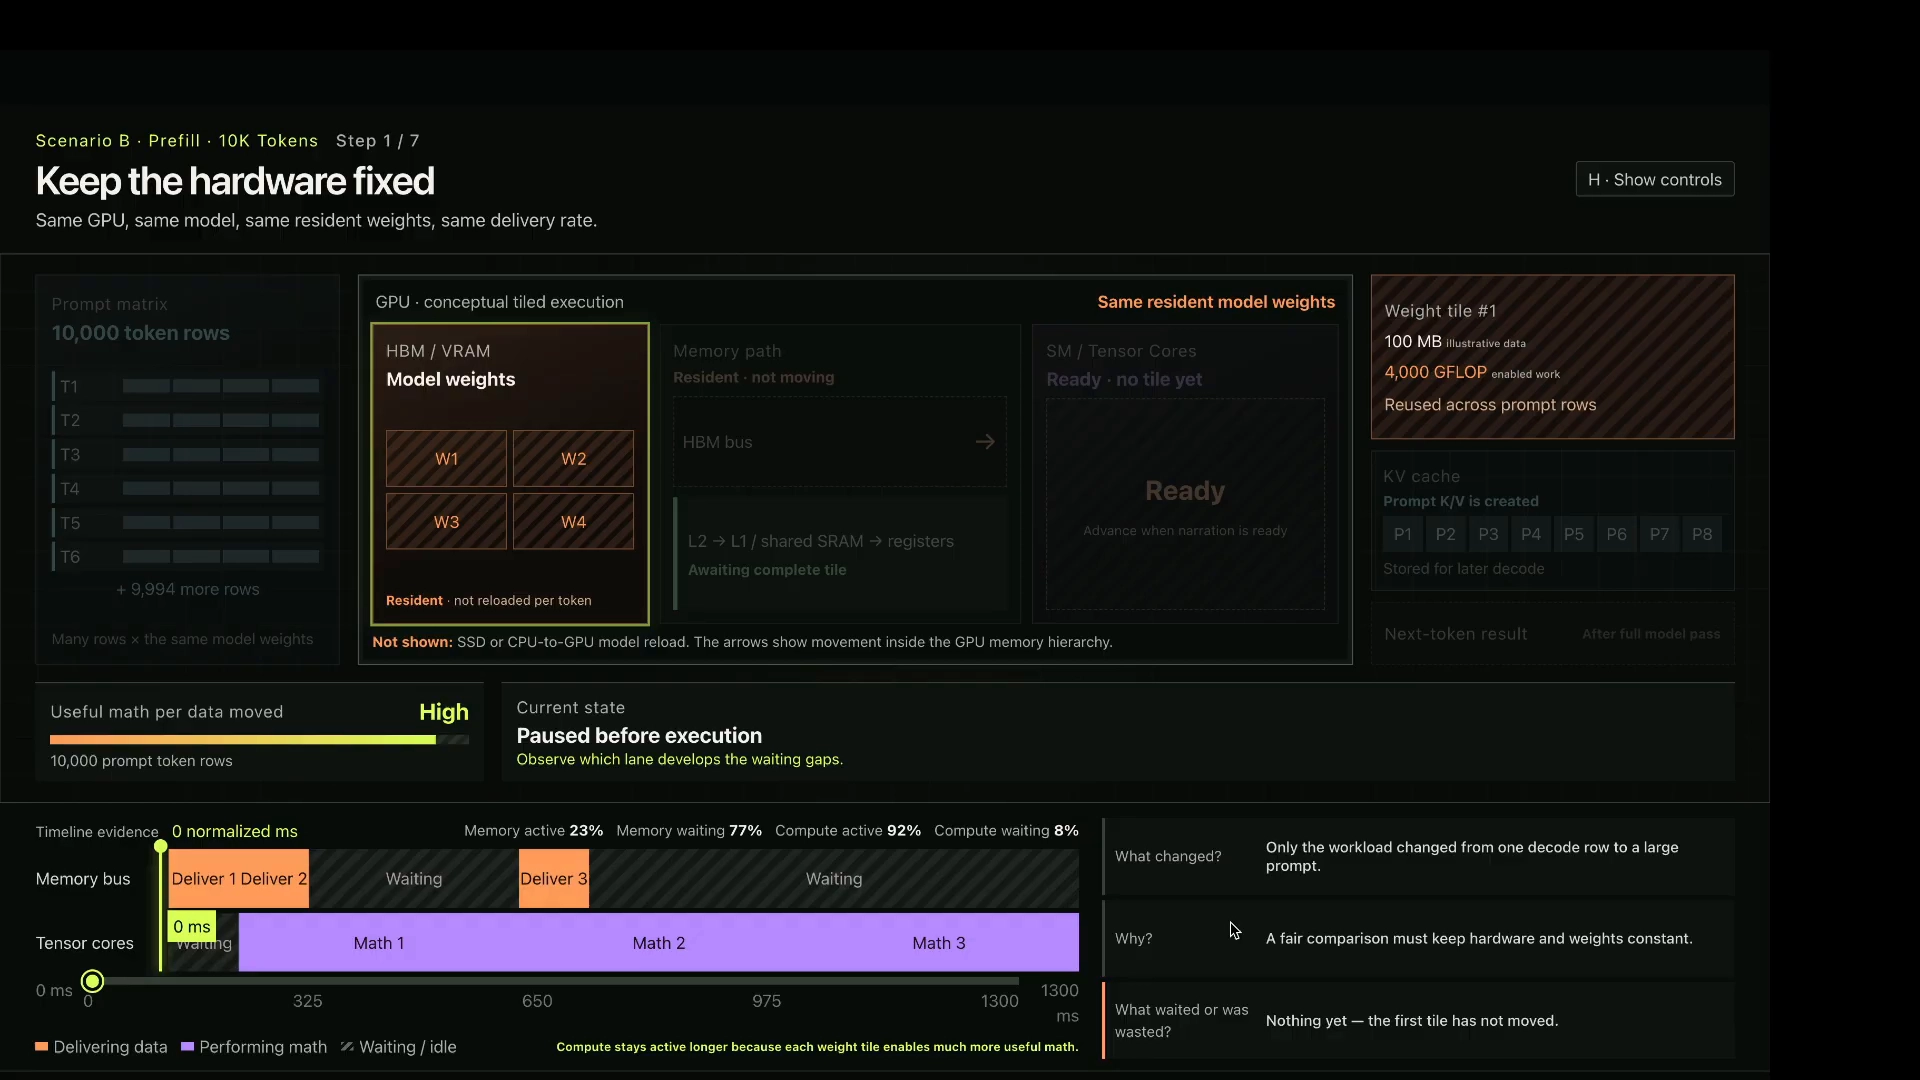 Scenario B · Prefill · 10K Tokens Step 1 / 7
Keep the hardware fixed
Same GPU, same model, same resident weights, same delivery rate.
H · Show controls
Prompt matrix
10,000 token rows
T1
T2
T3
T4
T5
T6
+ 9,994 more rows
Many rows × the same model weights
GPU · conceptual tiled execution
Same resident model weights
HBM / VRAM
Model weights
W1 W2
W3 W4
Resident · not reloaded per token
Memory path
Resident · not moving
HBM bus →
L2 → L1 / shared SRAM → registers
Awaiting complete tile
SM / Tensor Cores
Ready · no tile yet
Ready
Advance when narration is ready
Not shown: SSD or CPU-to-GPU model reload. The arrows show movement inside the GPU memory hierarchy.
Weight tile #1
100 MB illustrative data
4,000 GFLOP enabled work
Reused across prompt rows
KV cache
Prompt K/V is created
P1 P2 P3 P4 P5 P6 P7 P8
Stored for later decode
Next-token result After full model pass
Useful math per data moved High
10,000 prompt token rows
Current state
Paused before execution
Observe which lane develops the waiting gaps.
Timeline evidence 0 normalized ms
Memory active 23% Memory waiting 77% Compute active 92% Compute waiting 8%
Memory bus Deliver 1 Deliver 2 Waiting Deliver 3 Waiting
0 ms
Tensor cores Waiting Math 1 Math 2 Math 3
0 ms
1300 ms
0 325 650 975 1300
Delivering data Performing math Waiting / idle
Compute stays active longer because each weight tile enables much more useful math.
What changed?
Only the workload changed from one decode row to a large
prompt.
Why?
A fair comparison must keep hardware and weights constant.
What waited or was
wasted?
Nothing yet — the first tile has not moved.